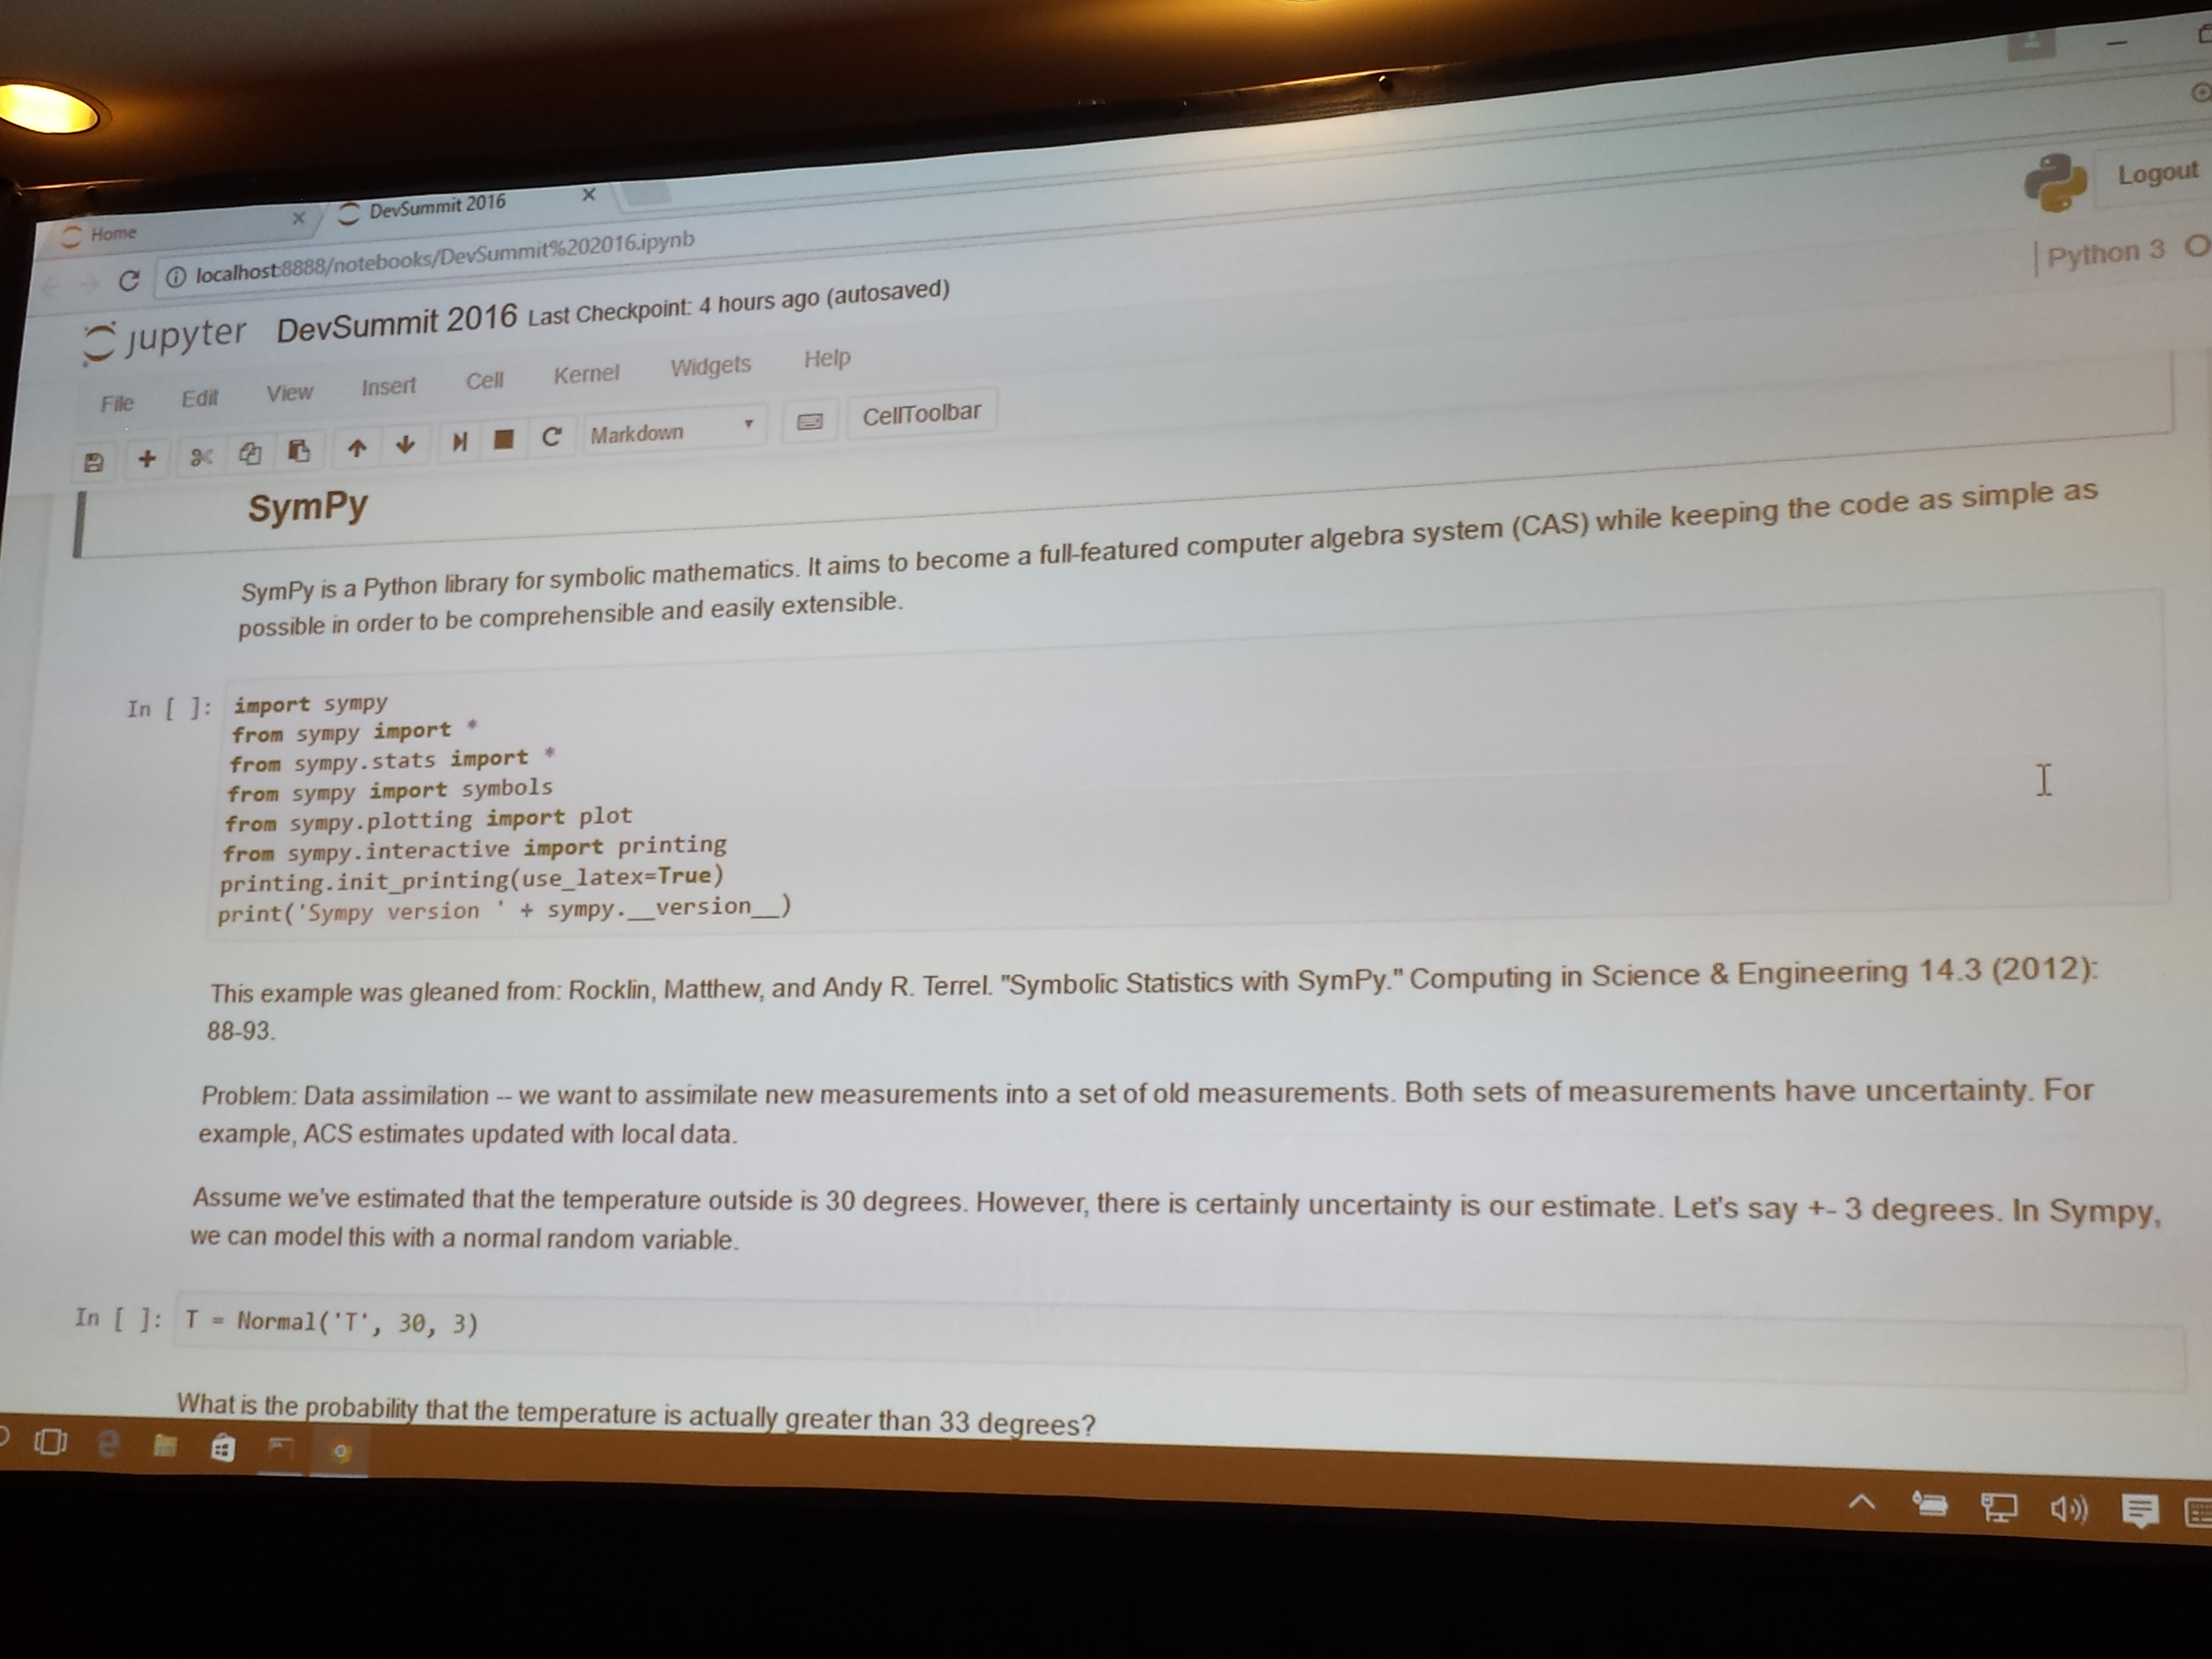 Home
DevSummit 2016
localhost:8888/notebooks/DevSummit%202016.ipynb
Logout
jupyter DevSummit 2016 Last Checkpoint: 4 hours ago (autosaved)
Python 3
File Edit View Insert Cell Kernel Widgets Help
Markdown CellToolbar
SymPy
SymPy is a Python library for symbolic mathematics. It aims to become a full-featured computer algebra system (CAS) while keeping the code as simple as
possible in order to be comprehensible and easily extensible.
In [ ]: import sympy
from sympy import *
from sympy.stats import *
from sympy import symbols
from sympy.plotting import plot
from sympy.interactive import printing
printing.init_printing(use_latex=True)
print('Sympy version ' + sympy.__version__)
This example was gleaned from: Rocklin, Matthew, and Andy R. Terrel. "Symbolic Statistics with SymPy." Computing in Science & Engineering 14.3 (2012):
88-93.
Problem: Data assimilation -- we want to assimilate new measurements into a set of old measurements. Both sets of measurements have uncertainty. For
example, ACS estimates updated with local data.
Assume we've estimated that the temperature outside is 30 degrees. However, there is certainly uncertainty is our estimate. Let's say +- 3 degrees. In Sympy,
we can model this with a normal random variable.
In [ ]: T = Normal('T', 30, 3)
What is the probability that the temperature is actually greater than 33 degrees?